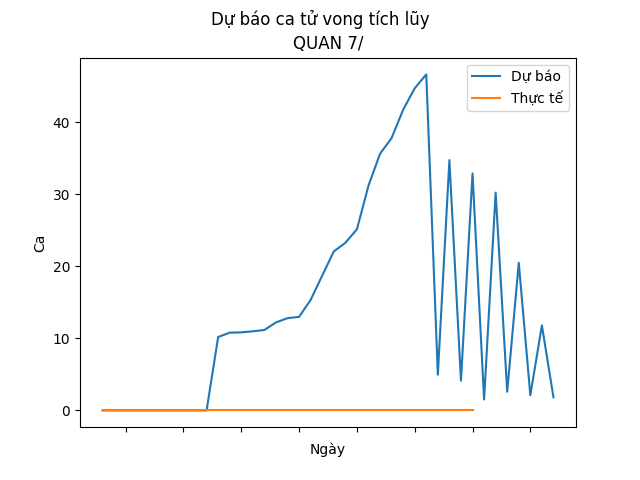 Dự báo ca tử vong tích lũy
QUAN 7/
Dự báo
Thực tế
40
30
20
10
0
Ca
Ngày